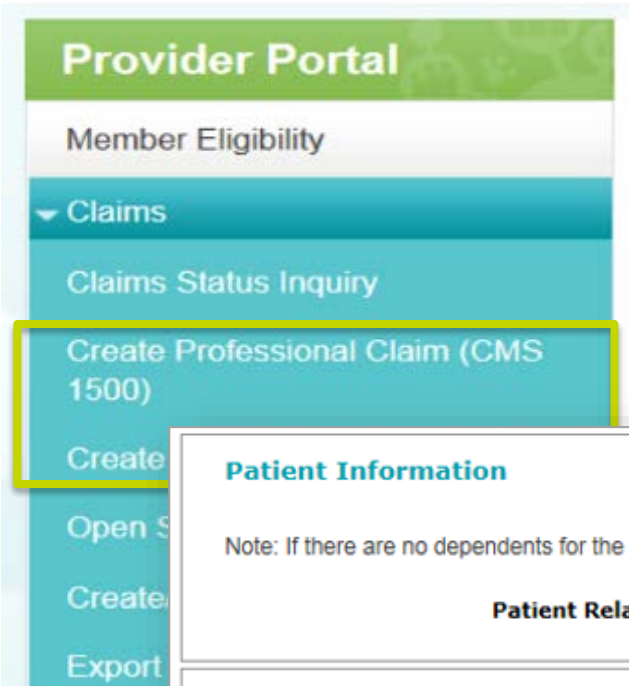 Provider Portal
Member Eligibility
Claims
Claims Status Inquiry
Create Professional Claim (CMS
1500)
Create
Patient Information
Open S
Note: If there are no dependents for the
Create
Patient Rela
Export